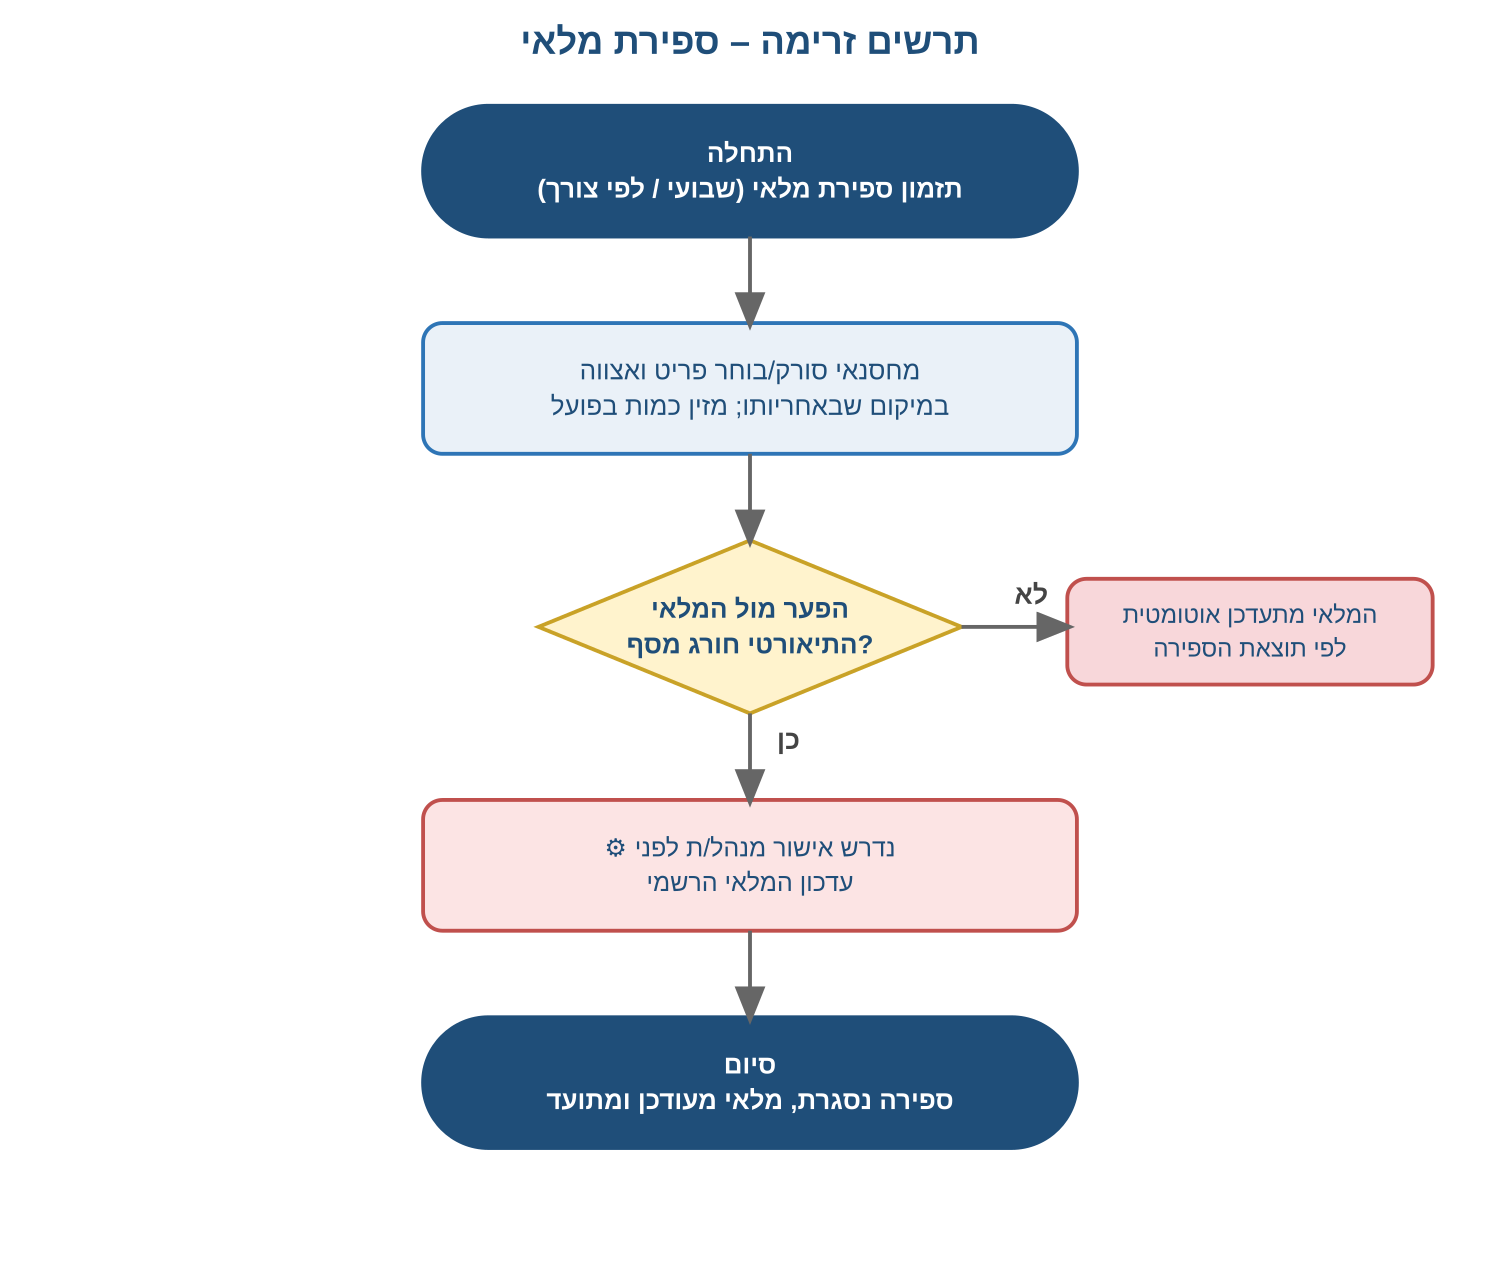 תרשים זרימה – ספירת מלאי
התחלה
תזמון ספירת מלאי (שבועי / לפי צורך)
מחסנאי סורק/בוחר פריט ואצווה
במיקום שבאחריותו; מזין כמות בפועל
הפער מול המלאי
התיאורטי חורג מסף?
לא
המלאי מתעדכן אוטומטית
לפי תוצאת הספירה
כן
נדרש אישור מנהל/ת לפני ⚙
עדכון המלאי הרשמי
סיום
ספירה נסגרת, מלאי מעודכן ומתועד